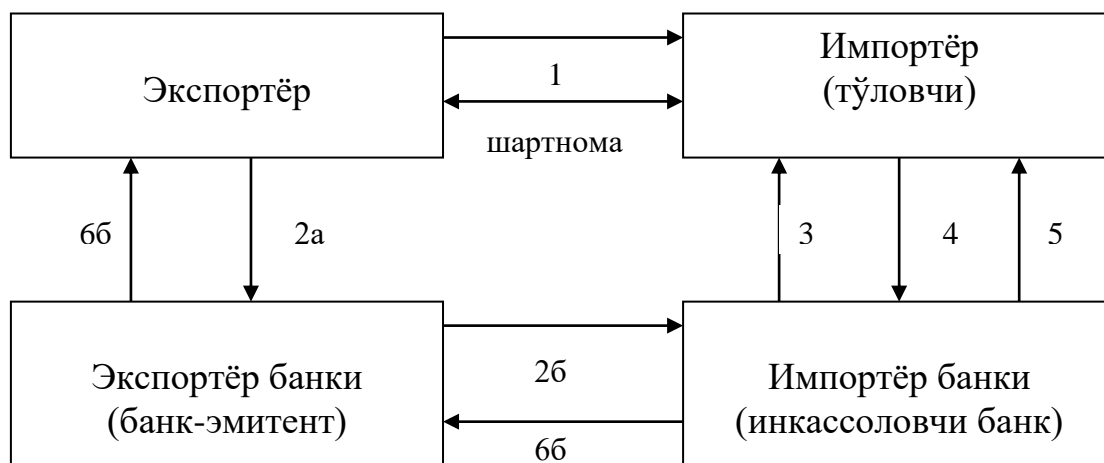 Экспортёр
1
шартнома
Импортёр
(тўловчи)
6б
2а
3
4
5
Экспортёр банки
(банк-эмитент)
2б
6б
Импортёр банки
(инкассоловчи банк)